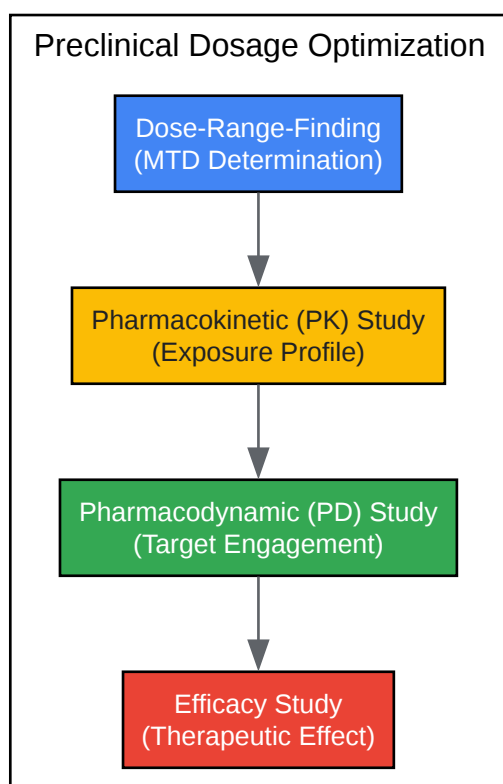 Preclinical Dosage Optimization
Dose-Range-Finding
(MTD Determination)
Pharmacokinetic (PK) Study
(Exposure Profile)
Pharmacodynamic (PD) Study
(Target Engagement)
Efficacy Study
(Therapeutic Effect)